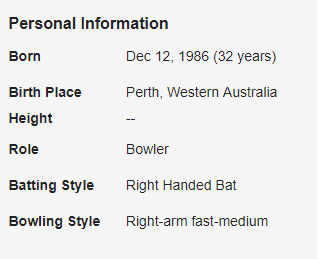 Personal Information
Born Dec 12, 1986 (32 years)
Birth Place Perth, Western Australia
Height --
Role Bowler
Batting Style Right Handed Bat
Bowling Style Right-arm fast-medium